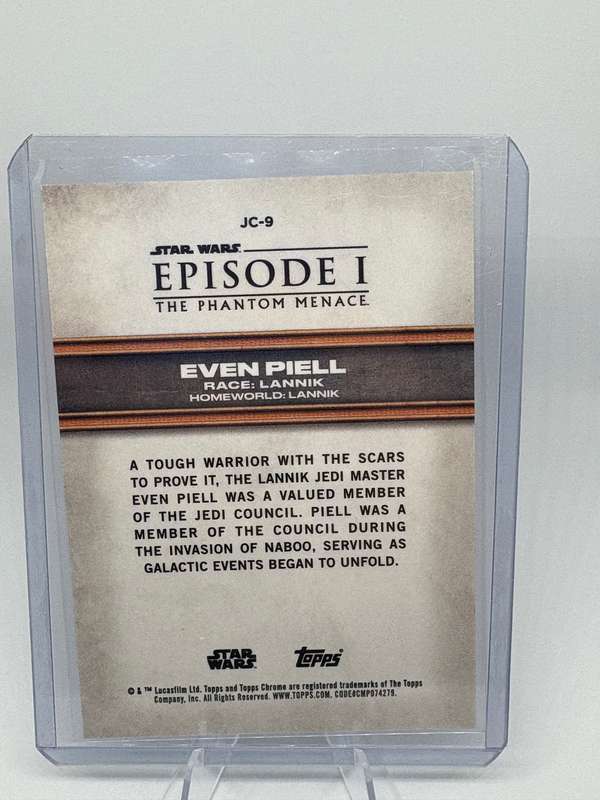 JC-9
STAR WARS
EPISODE I
THE PHANTOM MENACE
EVEN PIELL
RACE: LANNIK
HOMEWORLD: LANNIK
A TOUGH WARRIOR WITH THE SCARS
TO PROVE IT, THE LANNIK JEDI MASTER
EVEN PIELL WAS A VALUED MEMBER
OF THE JEDI COUNCIL. PIELL WAS A
MEMBER OF THE COUNCIL DURING
THE INVASION OF NABOO, SERVING AS
GALACTIC EVENTS BEGAN TO UNFOLD.
STAR WARS topps
© & ™ Lucasfilm Ltd. Topps and Topps Chrome are registered trademarks of The Topps
Company, Inc. All Rights Reserved. WWW.TOPPS.COM. CODE#CMP074279.